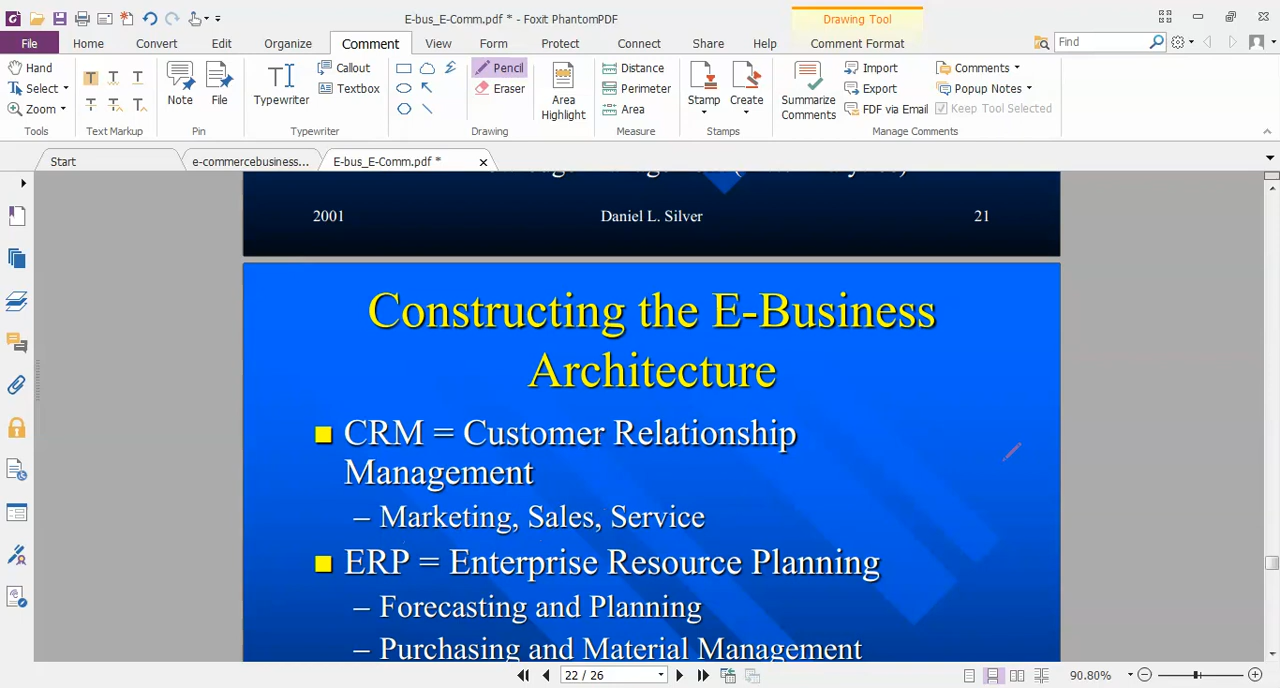 E-bus_E-Comm.pdf * - Foxit PhantomPDF
Drawing Tool
File Home Convert Edit Organize Comment View Form Protect Connect Share Help Comment Format Find
Hand
Select
Zoom
Tools
Text Markup
Note
File
Pin
Typewriter
Callout
Textbox
Typewriter
Pencil
Eraser
Drawing
Area Highlight
Distance
Perimeter
Area
Measure
Stamp
Create
Stamps
Summarize Comments
Import
Export
FDF via Email
Comments
Popup Notes
Keep Tool Selected
Manage Comments
Start e-commercebusiness... E-bus_E-Comm.pdf *
2001 Daniel L. Silver 21
Constructing the E-Business
Architecture
CRM = Customer Relationship
Management
– Marketing, Sales, Service
ERP = Enterprise Resource Planning
– Forecasting and Planning
– Purchasing and Material Management
22 / 26 90.80%